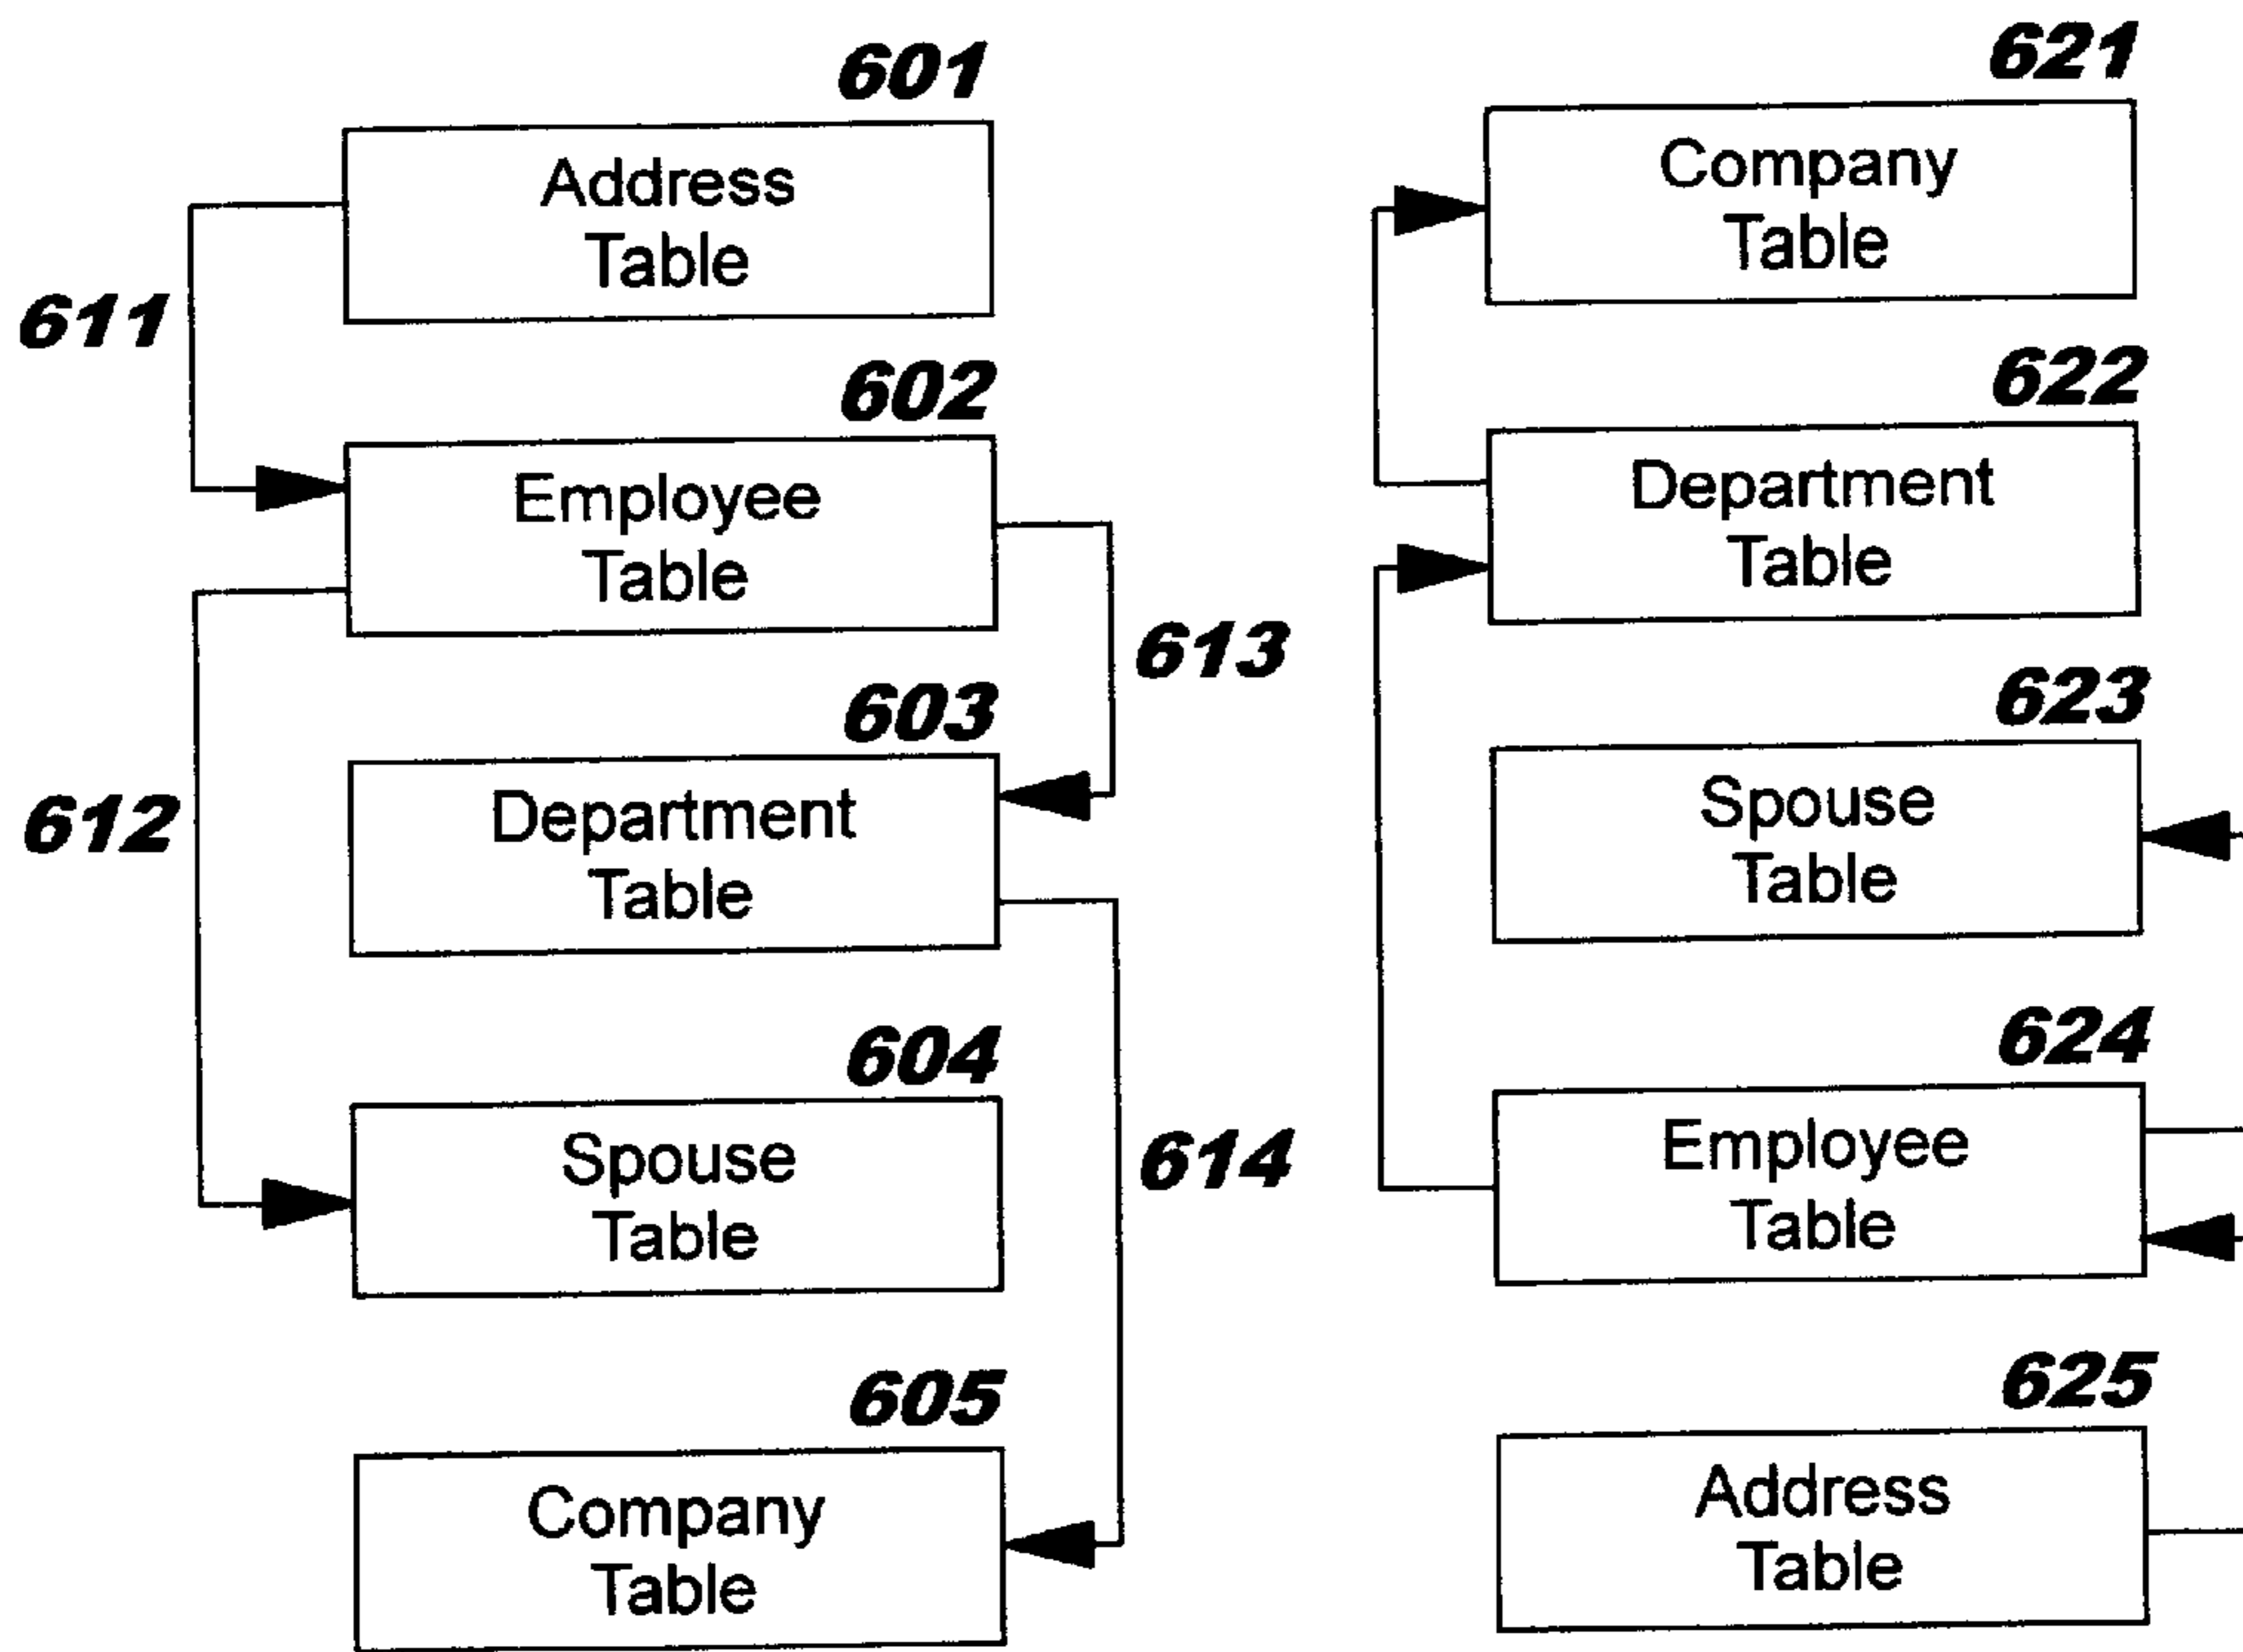 601
Address
Table
611
602
Employee
Table
613
603
Department
Table
612
604
Spouse
Table
614
605
Company
Table
621
Company
Table
622
Department
Table
623
Spouse
Table
624
Employee
Table
625
Address
Table